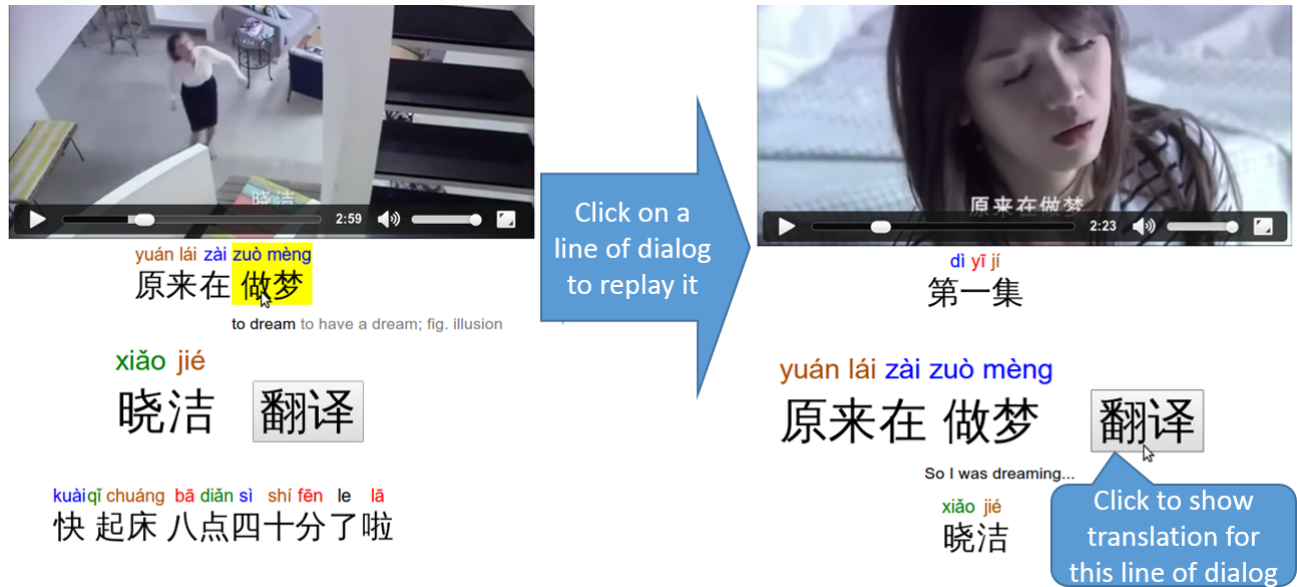 晓洁
2:59
yuán lái zài zuò mèng
原来在 做梦
to dream to have a dream; fig. illusion
xiǎo jié
晓洁 翻译
kuài qǐ chuáng bā diǎn sì shí fēn le lā
快 起床 八点四十分了啦
Click on a
line of dialog
to replay it
原来在做梦
2:23
dì yī jí
第一集
yuán lái zài zuò mèng
原来在 做梦 翻译
So I was dreaming...
xiǎo jié
晓洁
Click to show
translation for
this line of dialog